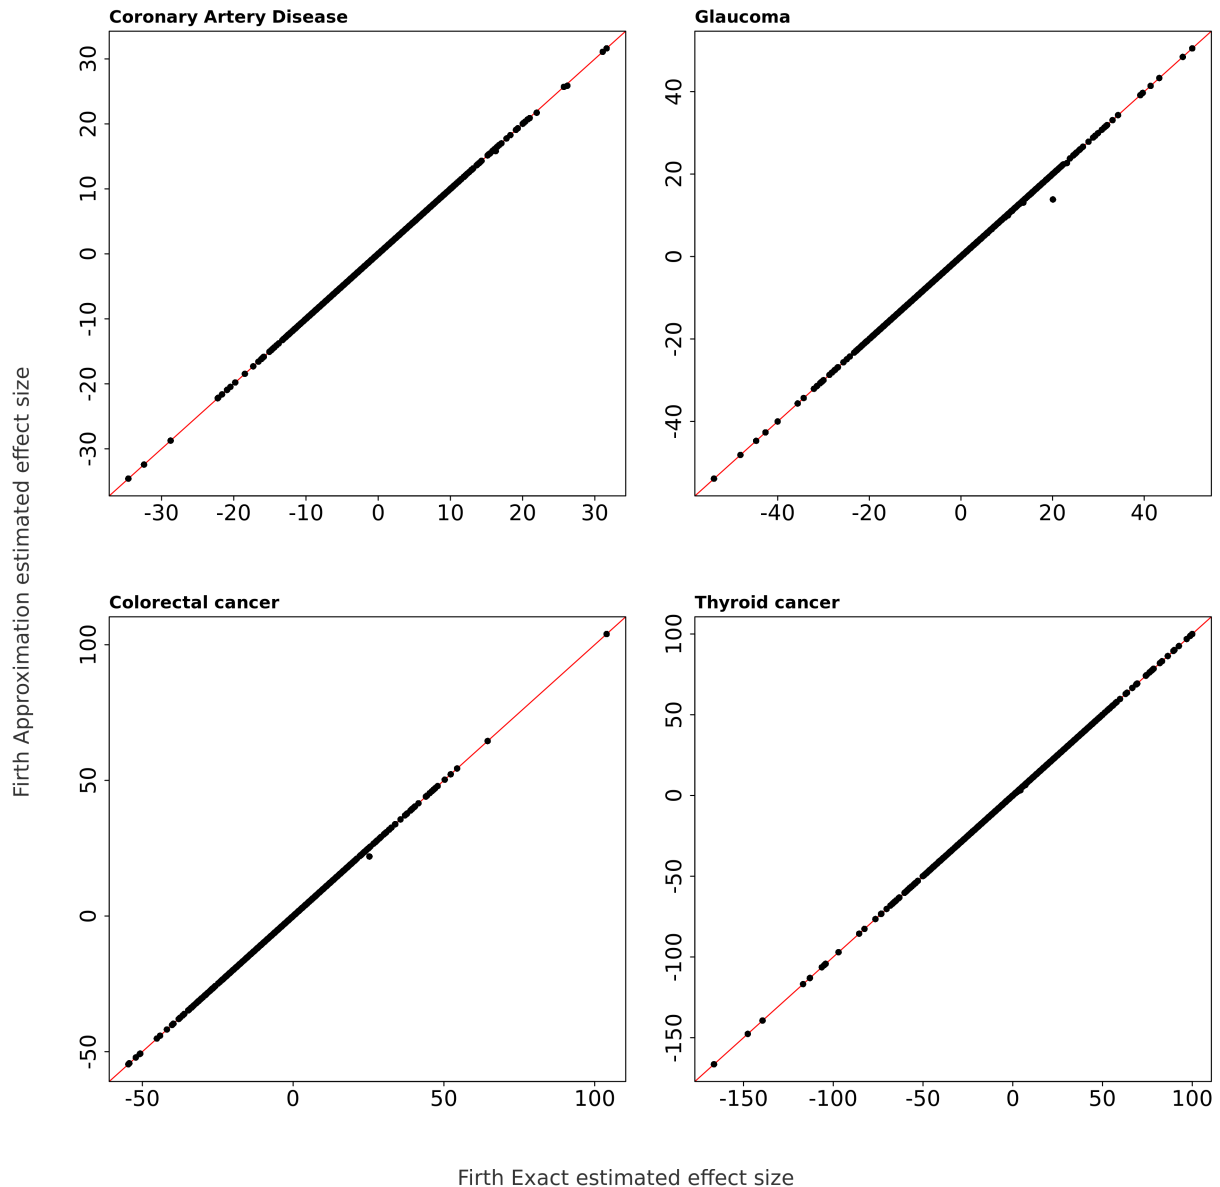 Coronary Artery Disease
30
20
10
0
-10
-20
-30
-30 -20 -10 0 10 20 30
Glaucoma
40
20
0
-20
-40
-40 -20 0 20 40
Firth Approximation estimated effect size
Colorectal cancer
100
50
0
-50
-50 0 50 100
Thyroid cancer
100
50
0
-50
-100
-150
-150 -100 -50 0 50 100
Firth Exact estimated effect size